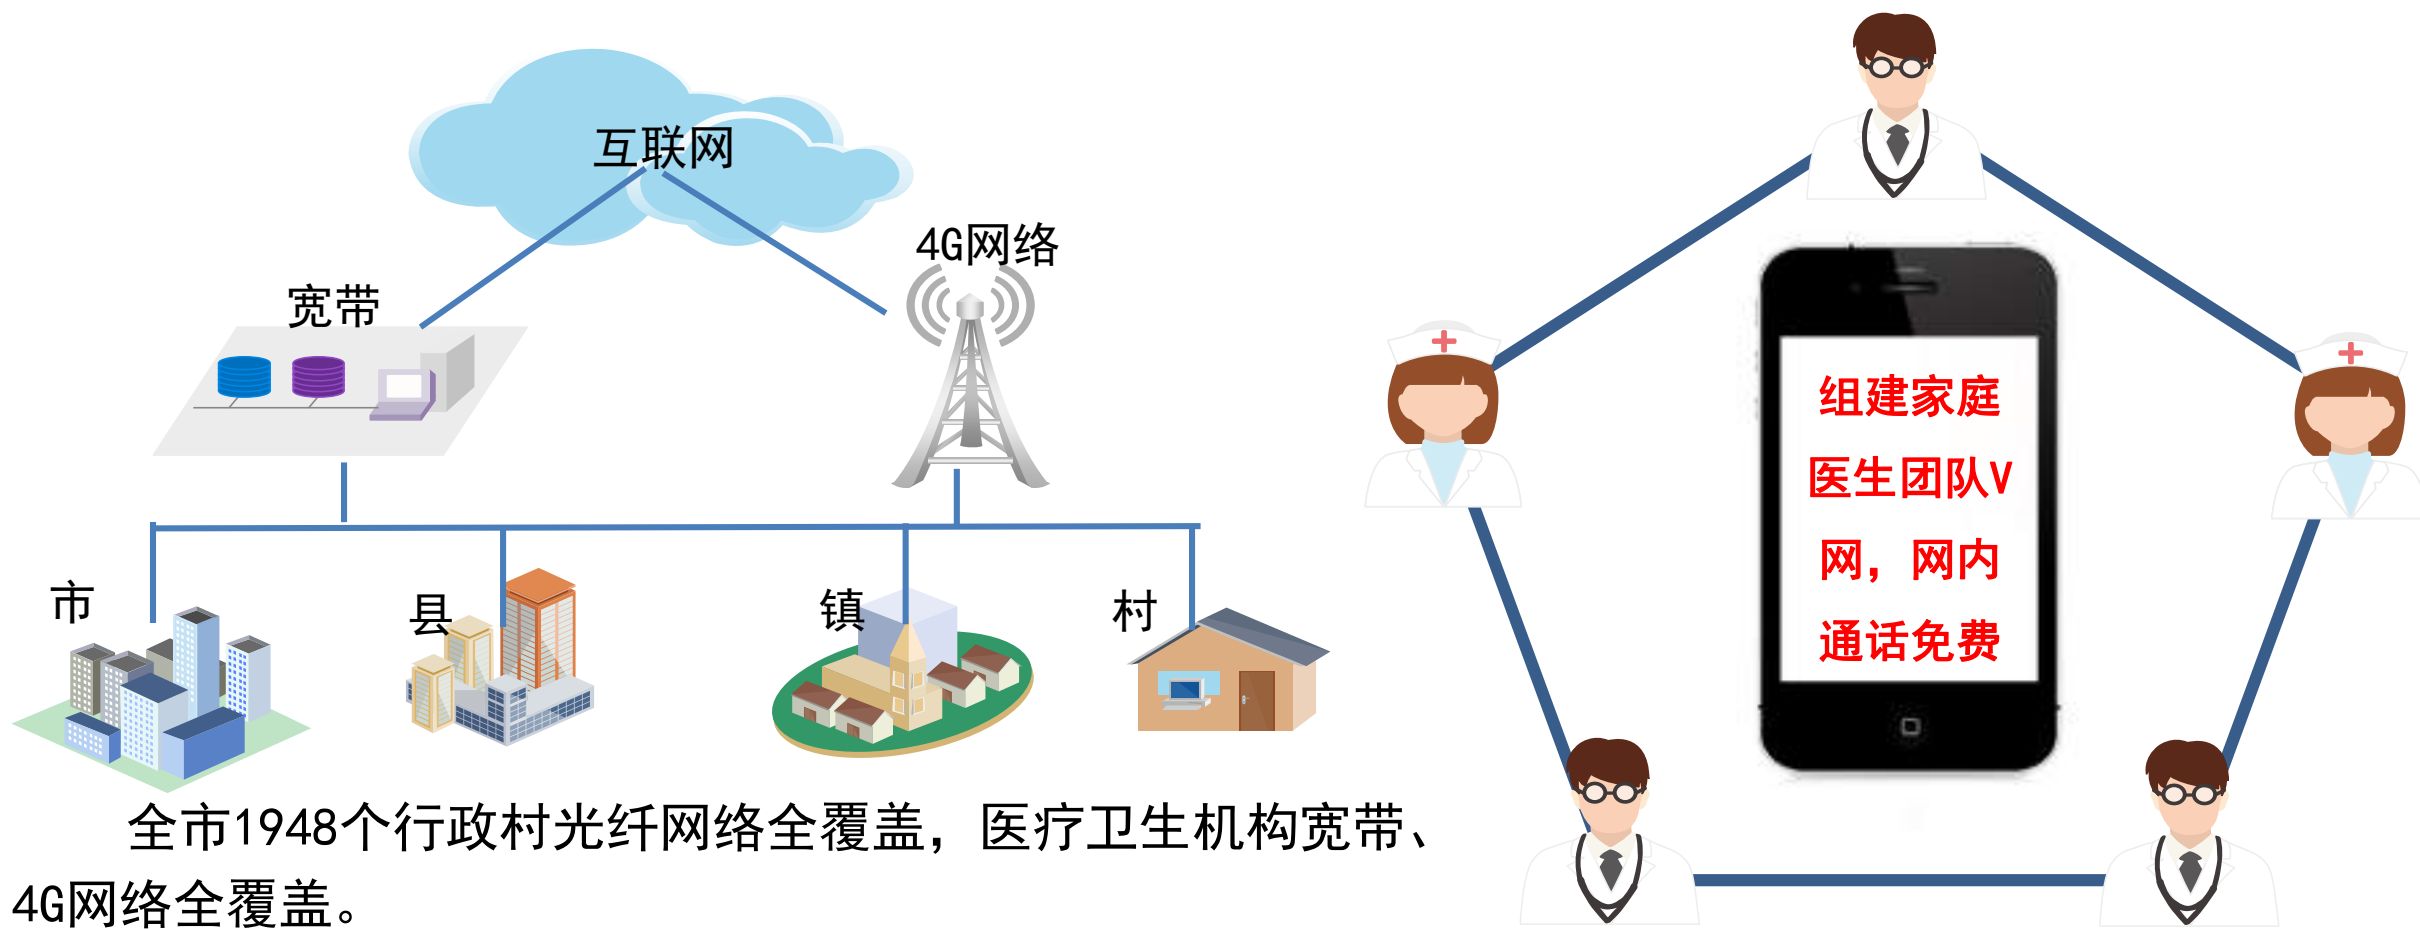 互联网
4G网络
宽带
市
县
镇
村
全市1948个行政村光纤网络全覆盖，医疗卫生机构宽带、
4G网络全覆盖。
组建家庭
医生团队V
网，网内
通话免费